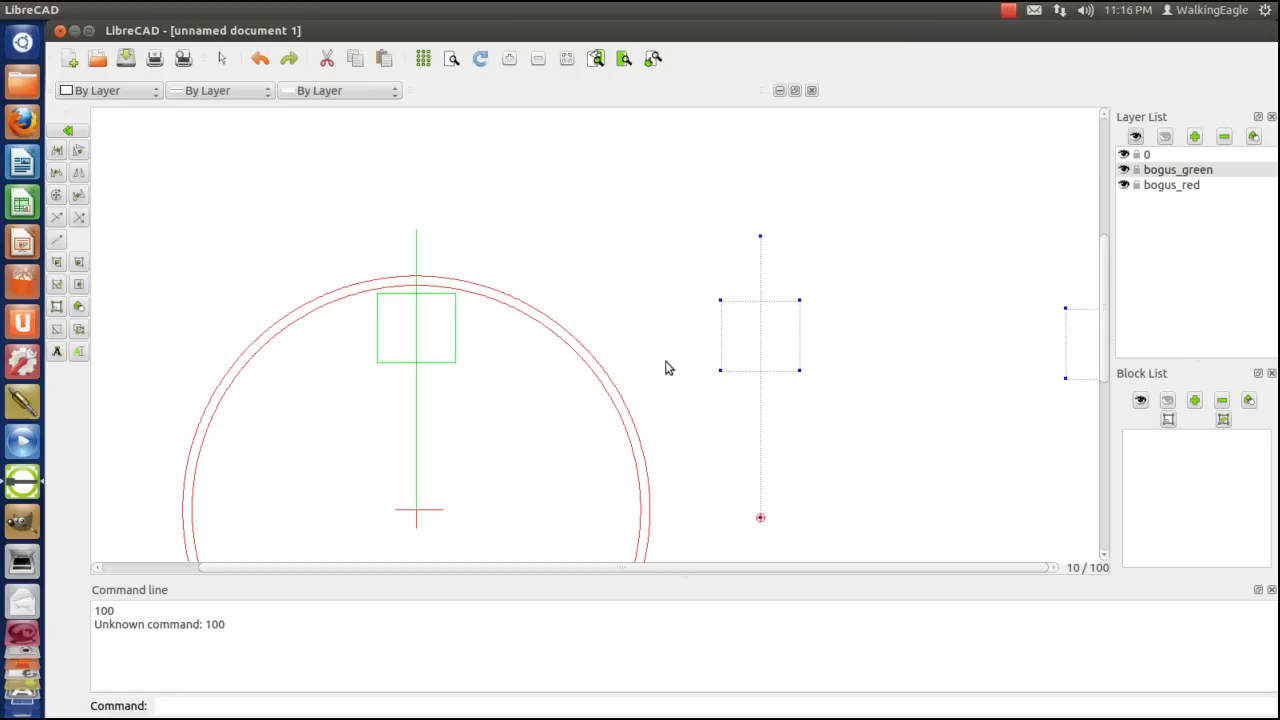 LibreCAD
11:16 PM
WalkingEagle
LibreCAD - [unnamed document 1]
By Layer
By Layer
By Layer
Layer List
0
bogus_green
bogus_red
Block List
10 / 100
Command line
100
Unknown command: 100
Command: